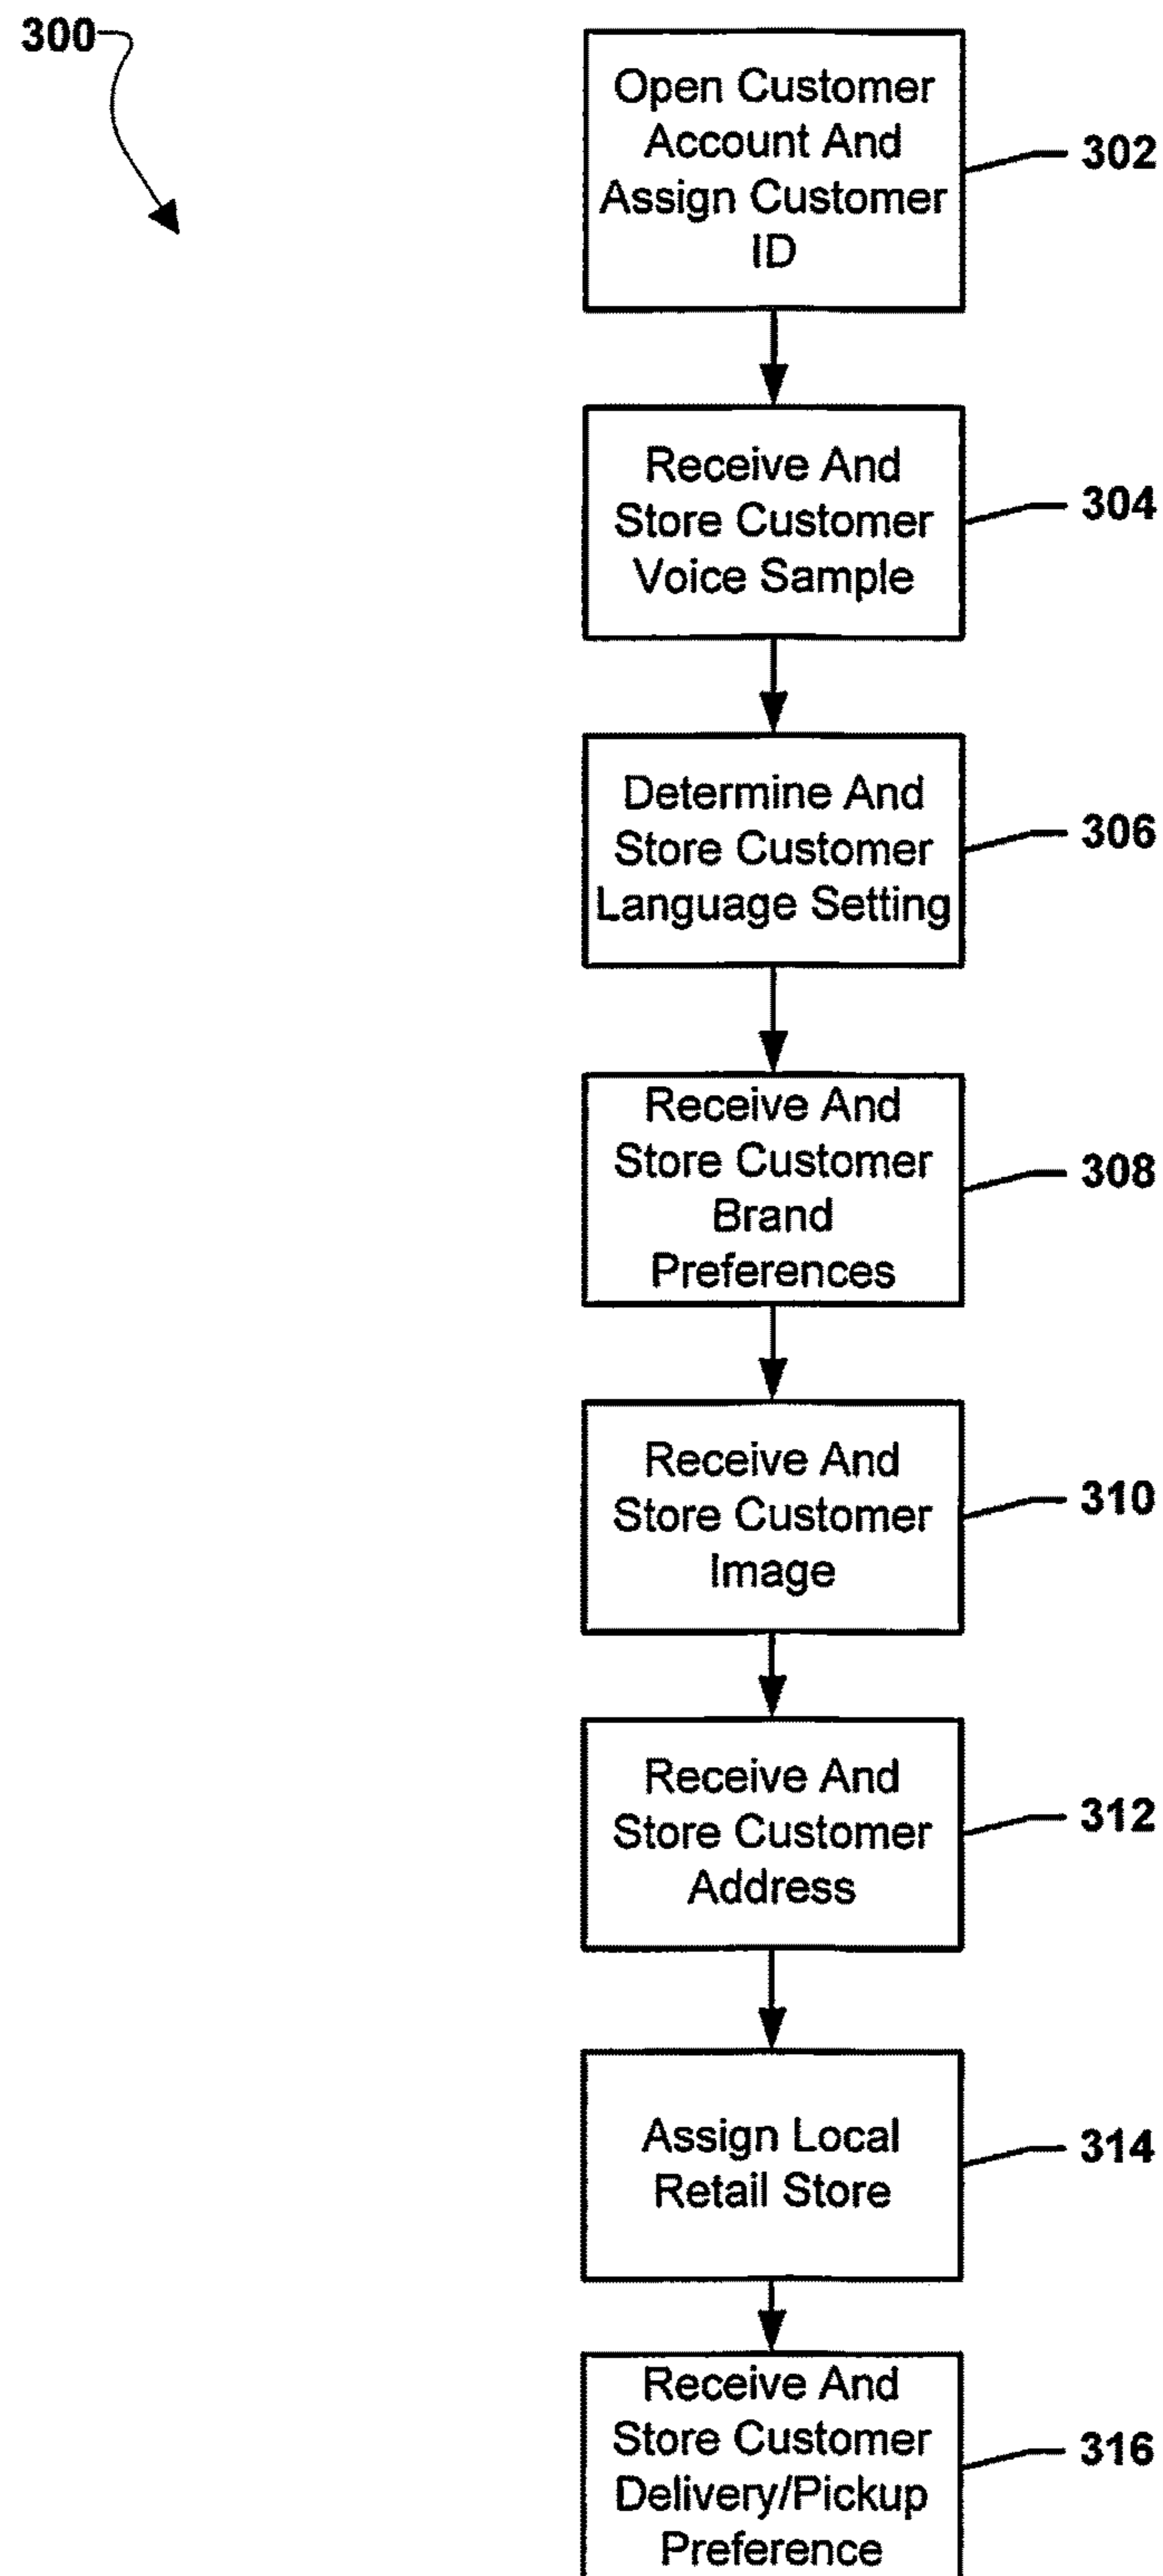 300
Open Customer
Account And
Assign Customer
ID
302
Receive And
Store Customer
Voice Sample
304
Determine And
Store Customer
Language Setting
306
Receive And
Store Customer
Brand
Preferences
308
Receive And
Store Customer
Image
310
Receive And
Store Customer
Address
312
Assign Local
Retail Store
314
Receive And
Store Customer
Delivery/Pickup
Preference
316